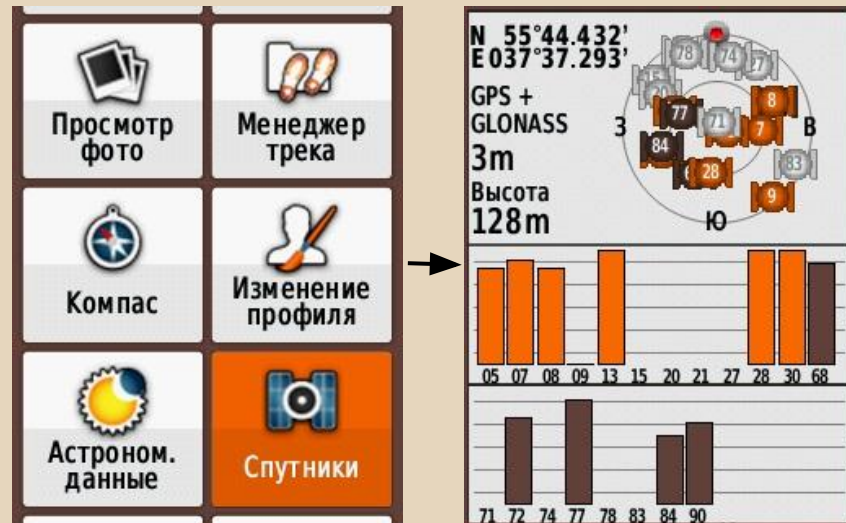 Просмотр
фото
Менеджер
трека
Компас
Изменение
профиля
Астроном.
данные
Спутники
N 55°44.432'
E 037°37.293'
GPS +
GLONASS
3m
Высота
128m
78
74
27
8
77
71
7
З
В
84
28
83
9
Ю
05 07 08 09 13 15 20 21 27 28 30 68
71 72 74 77 78 83 84 90